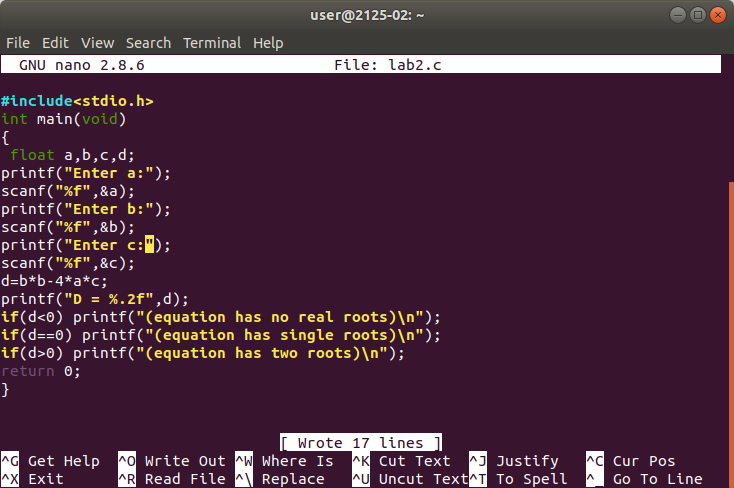 user@2125-02: ~
File Edit View Search Terminal Help
GNU nano 2.8.6 File: lab2.c
#include<stdio.h>
int main(void)
{
 float a,b,c,d;
printf("Enter a:");
scanf("%f",&a);
printf("Enter b:");
scanf("%f",&b);
printf("Enter c:");
scanf("%f",&c);
d=b*b-4*a*c;
printf("D = %.2f",d);
if(d<0) printf("(equation has no real roots)\n");
if(d==0) printf("(equation has single roots)\n");
if(d>0) printf("(equation has two roots)\n");
return 0;
}
[ Wrote 17 lines ]
^G Get Help ^O Write Out ^W Where Is ^K Cut Text ^J Justify ^C Cur Pos
^X Exit ^R Read File ^\ Replace ^U Uncut Text ^T To Spell ^_ Go To Line